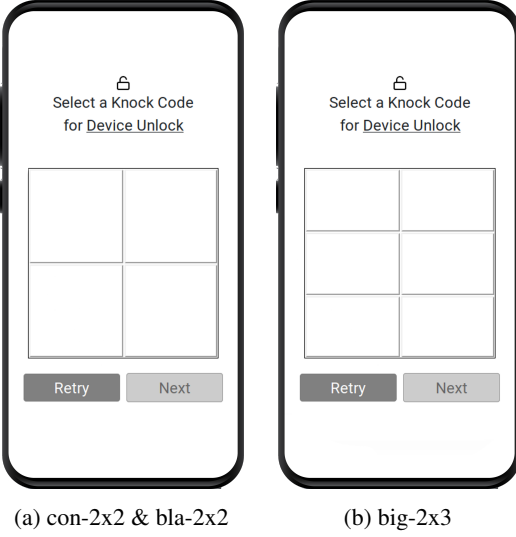 Select a Knock Code
for Device Unlock
Retry
Next
(a) con-2x2 & bla-2x2
Select a Knock Code
for Device Unlock
Retry
Next
(b) big-2x3